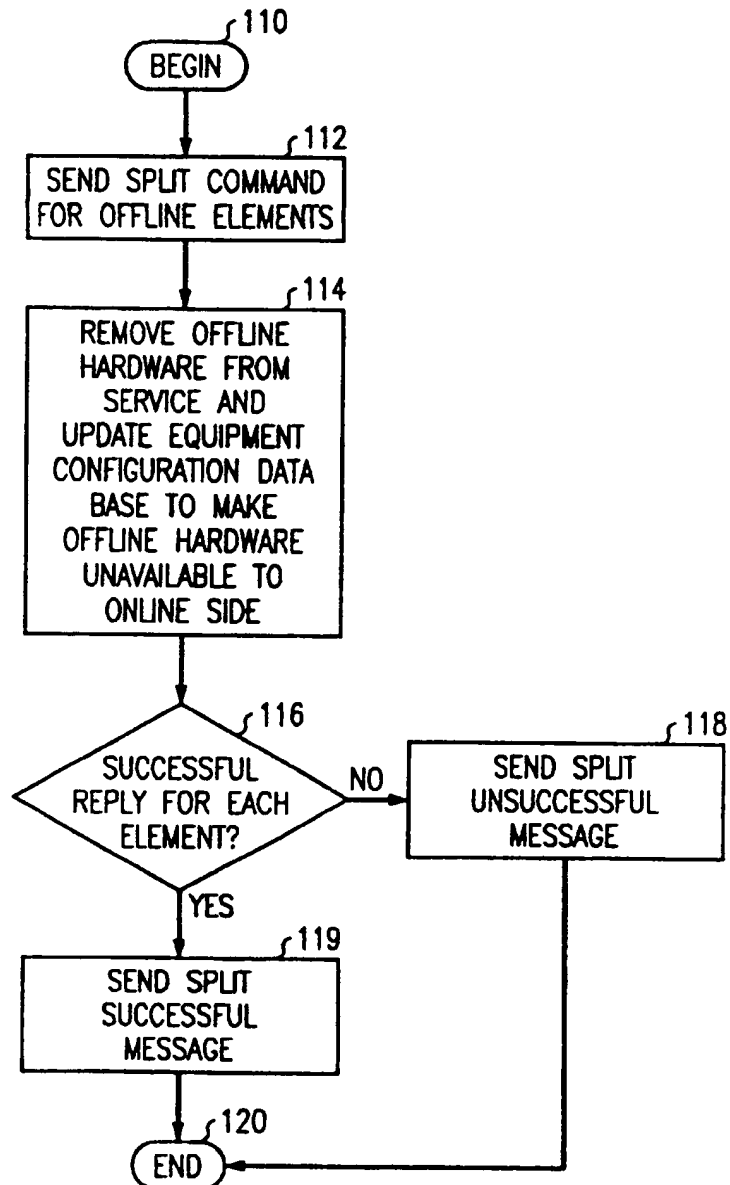 110
BEGIN
112
SEND SPLIT COMMAND
FOR OFFLINE ELEMENTS
114
REMOVE OFFLINE
HARDWARE FROM
SERVICE AND
UPDATE EQUIPMENT
CONFIGURATION DATA
BASE TO MAKE
OFFLINE HARDWARE
UNAVAILABLE TO
ONLINE SIDE
116
SUCCESSFUL
REPLY FOR EACH
ELEMENT?
NO
118
SEND SPLIT
UNSUCCESSFUL
MESSAGE
YES
119
SEND SPLIT
SUCCESSFUL
MESSAGE
120
END